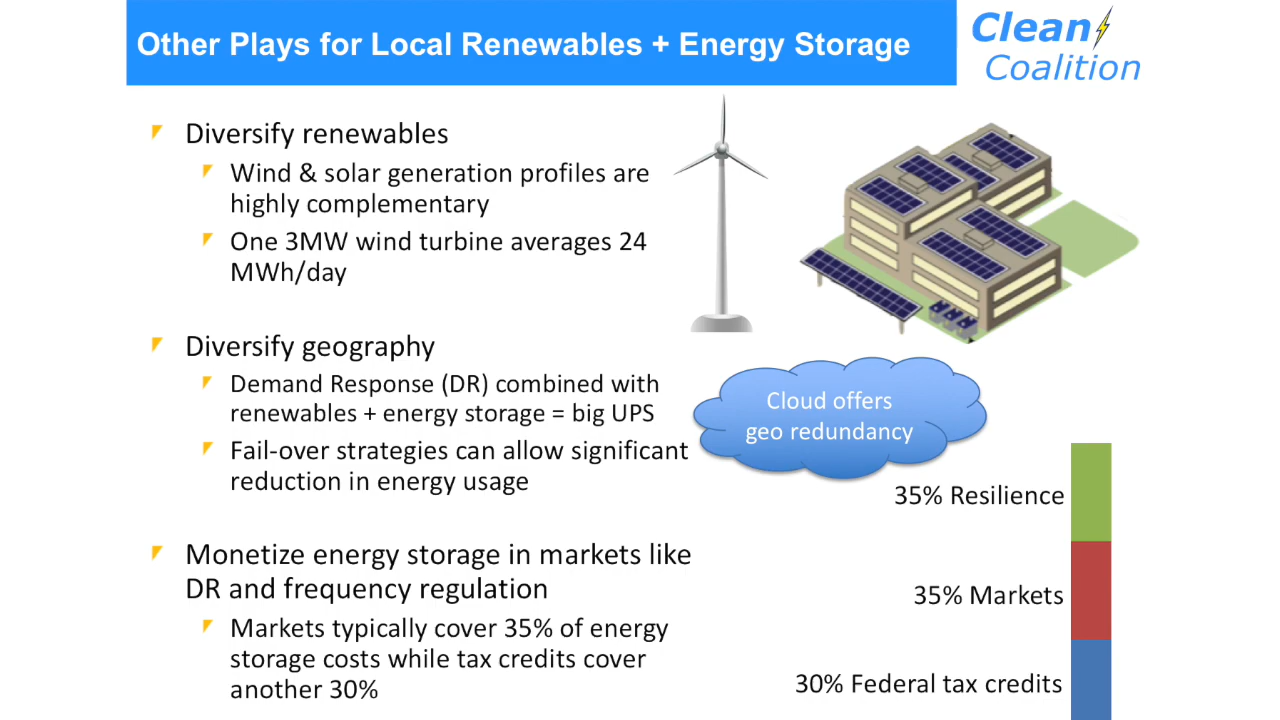 Other Plays for Local Renewables + Energy Storage
Clean
Coalition
Diversify renewables
Wind & solar generation profiles are
highly complementary
One 3MW wind turbine averages 24
MWh/day
Diversify geography
Demand Response (DR) combined with
renewables + energy storage = big UPS
Fail-over strategies can allow significant
reduction in energy usage
Cloud offers
geo redundancy
Monetize energy storage in markets like
DR and frequency regulation
Markets typically cover 35% of energy
storage costs while tax credits cover
another 30%
35% Resilience
35% Markets
30% Federal tax credits